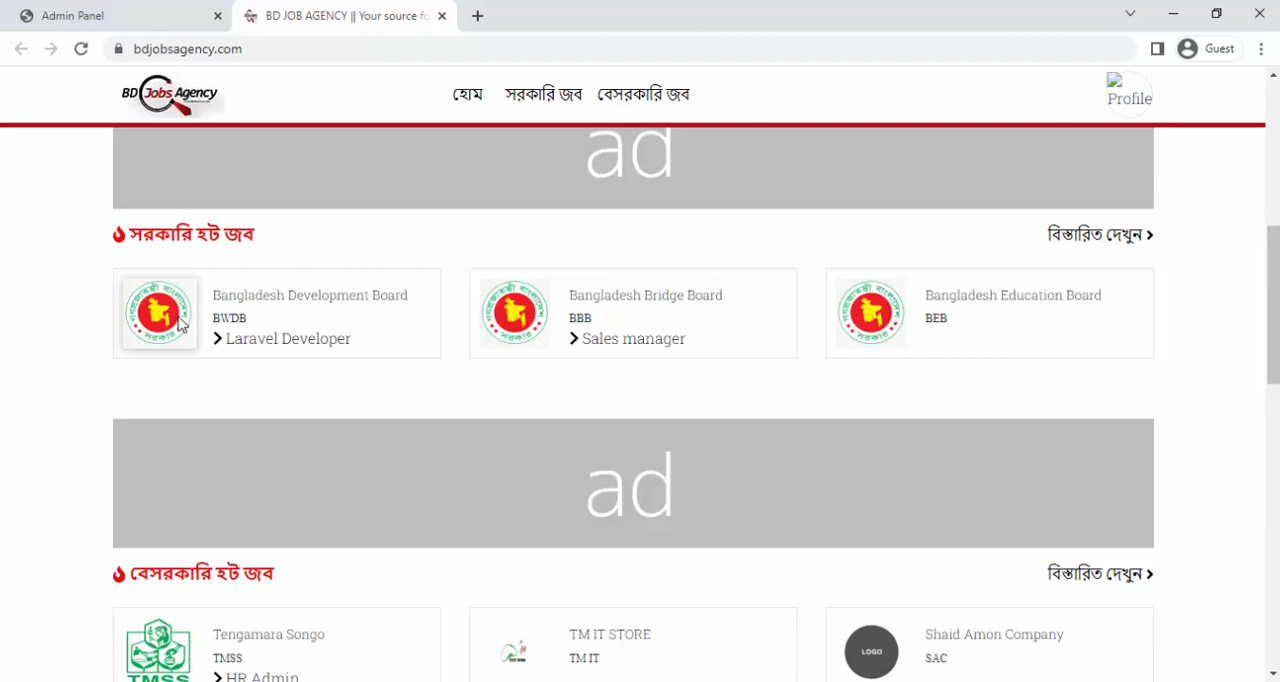 Admin Panel
BD JOB AGENCY || Your source fo
bdjobsagency.com
Guest
BD Jobs Agency
হোম
সরকারি জব
বেসরকারি জব
Profile
ad
সরকারি হট জব
বিস্তারিত দেখুন
Bangladesh Development Board
BWDB
Laravel Developer
Bangladesh Bridge Board
BBB
Sales manager
Bangladesh Education Board
BEB
ad
বেসরকারি হট জব
বিস্তারিত দেখুন
Tengamara Songo
TMSS
HR Admin
TMSS
TM IT STORE
TM IT
LOGO
Shaid Amon Company
SAC